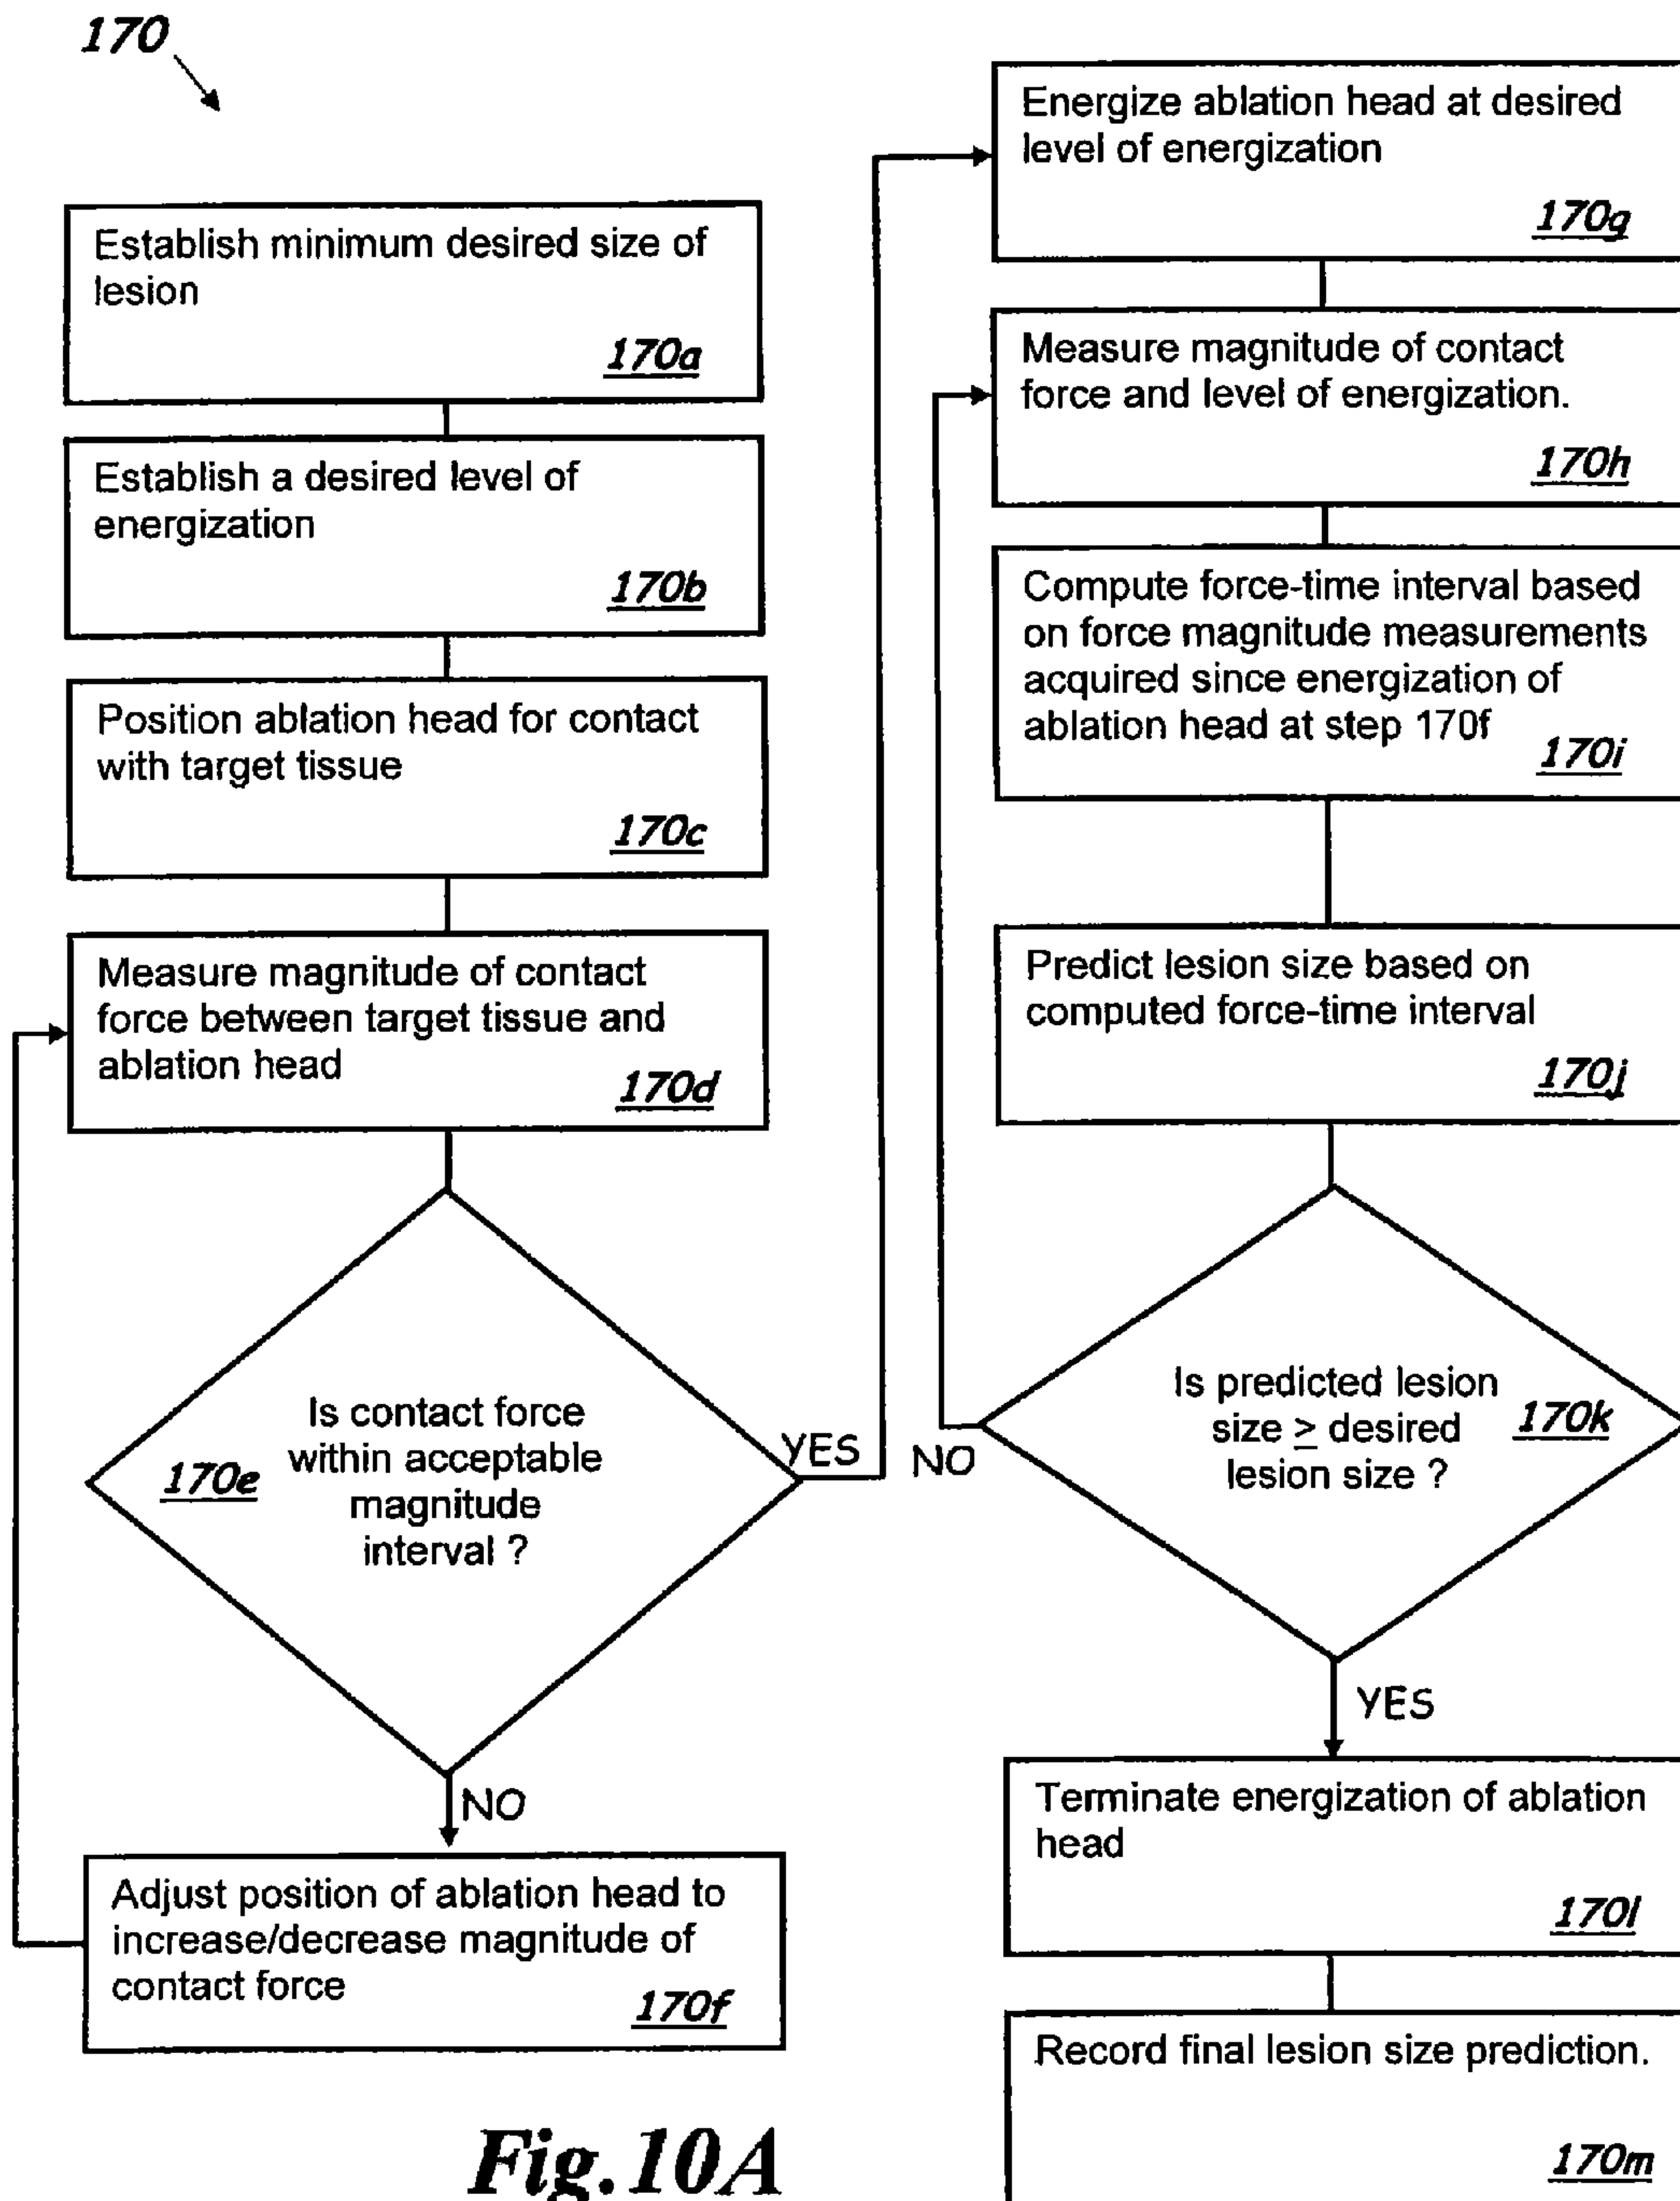 170
Establish minimum desired size of
lesion
170a
Establish a desired level of
energization
170b
Position ablation head for contact
with target tissue
170c
Measure magnitude of contact
force between target tissue and
ablation head
170d
Is contact force
within acceptable
magnitude
interval ?
170e
YES
NO
Adjust position of ablation head to
increase/decrease magnitude of
contact force
170f
Energize ablation head at desired
level of energization
170g
Measure magnitude of contact
force and level of energization.
170h
Compute force-time interval based
on force magnitude measurements
acquired since energization of
ablation head at step 170f
170i
Predict lesion size based on
computed force-time interval
170j
Is predicted lesion
size ≥ desired
lesion size ?
170k
NO
YES
Terminate energization of ablation
head
170l
Record final lesion size prediction.
170m
Fig.10A